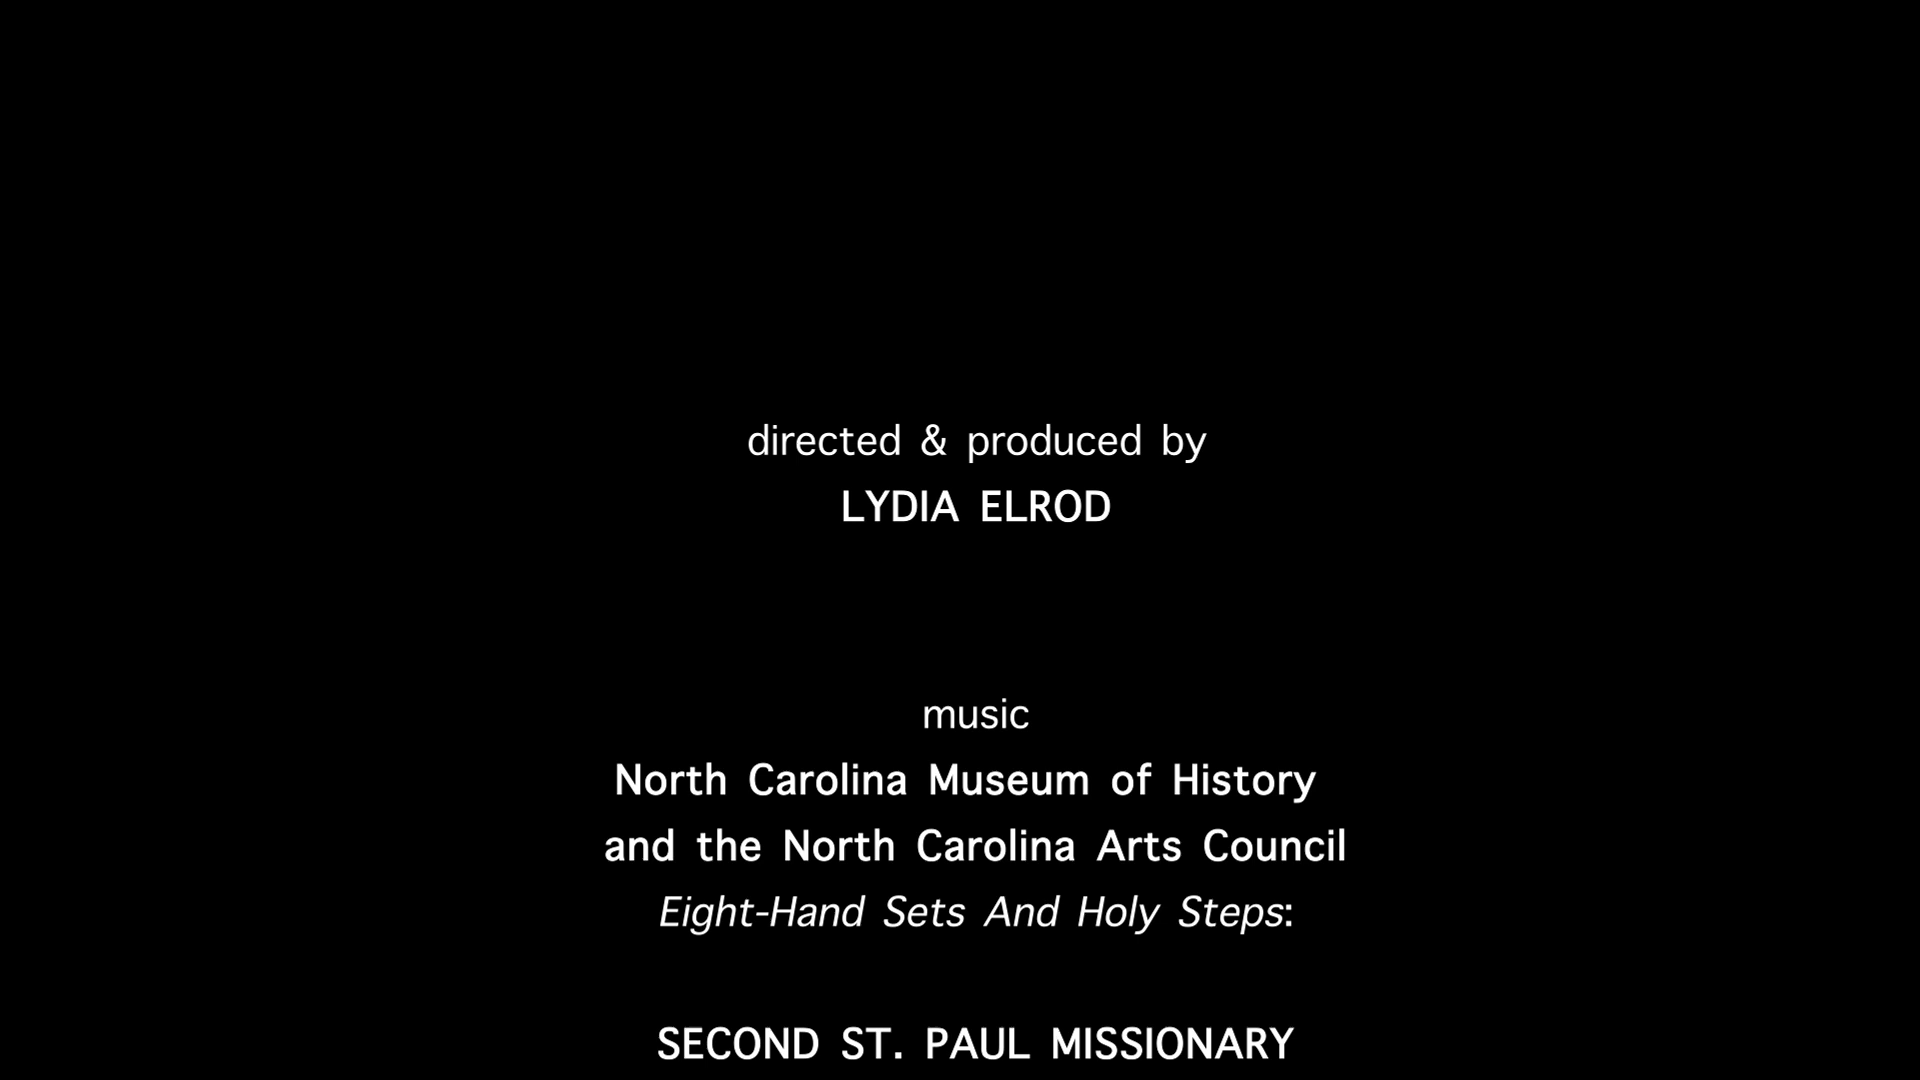 directed & produced by
LYDIA ELROD
music
North Carolina Museum of History
and the North Carolina Arts Council
Eight-Hand Sets And Holy Steps:
SECOND ST. PAUL MISSIONARY